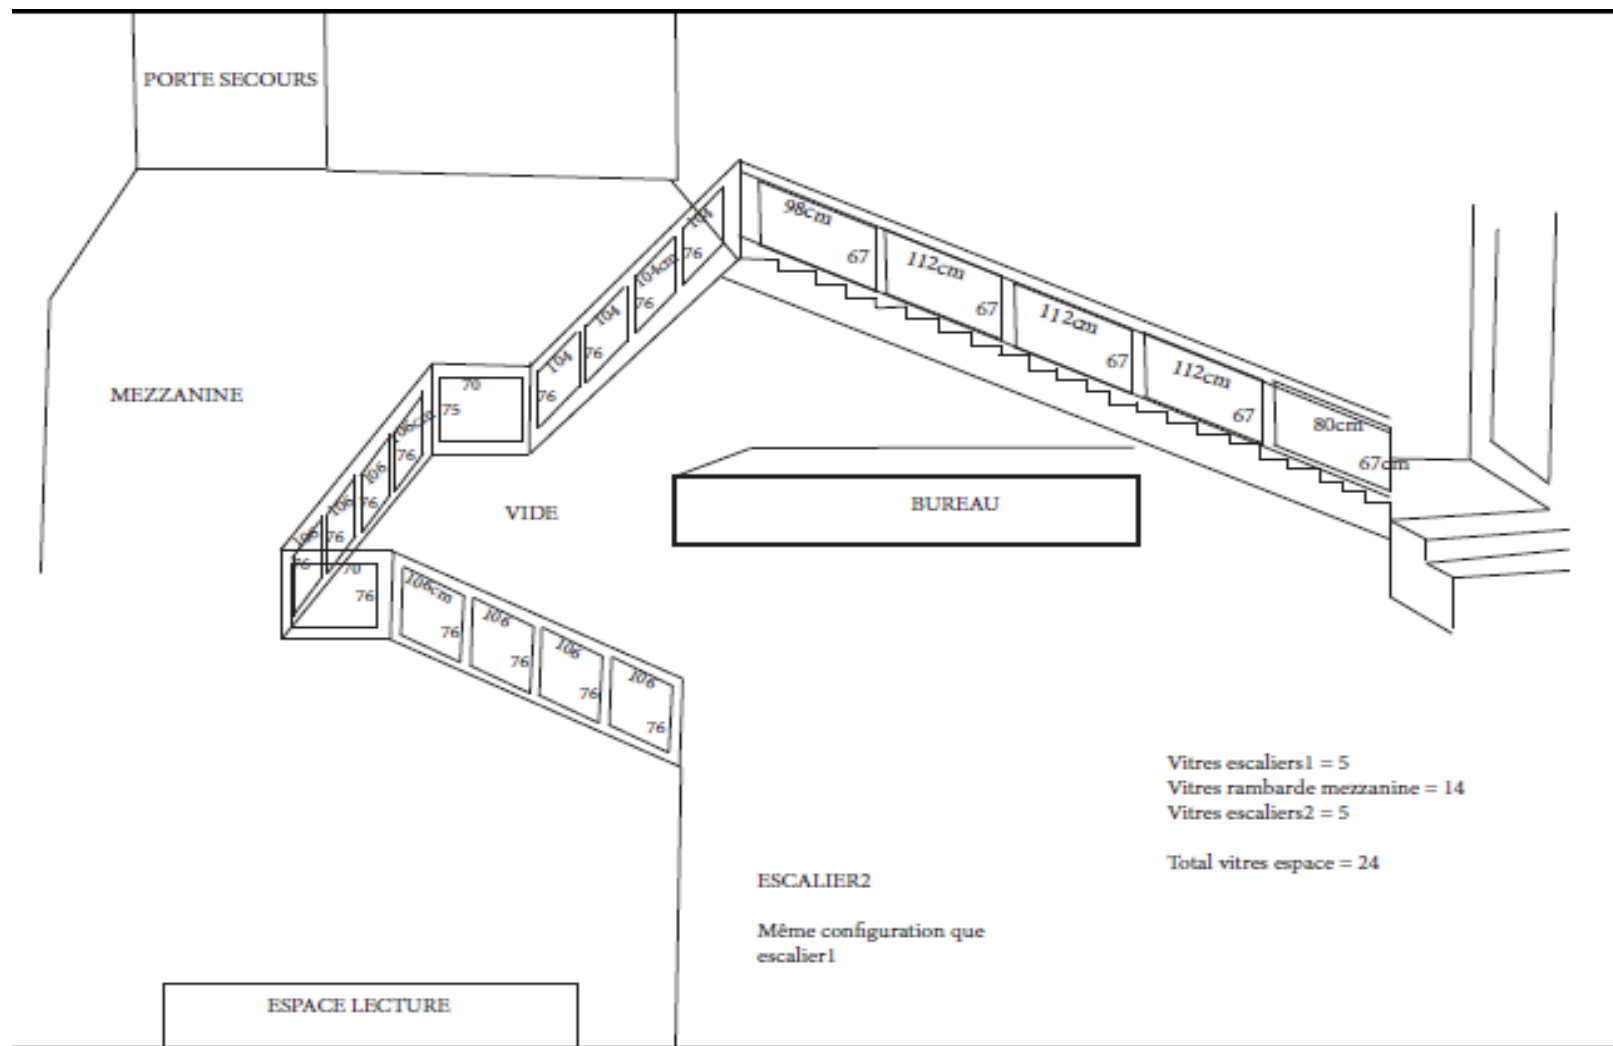 PORTE SECOURS
98cm
67
112cm
67
112cm
67
112cm
67
80cm
67cm
104
76
104cm
76
104
76
104
76
70
75
MEZZANINE
106cm
76
106
76
106
76
106
76
70
76
VIDE
BUREAU
106cm
76
106
76
106
76
106
76
Vitres escaliers1 = 5
Vitres rambarde mezzanine = 14
Vitres escaliers2 = 5
Total vitres espace = 24
ESCALIER2
Même configuration que
escalier1
ESPACE LECTURE